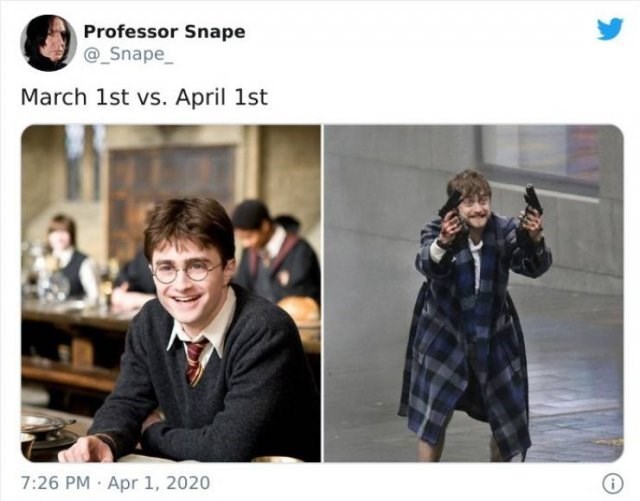 Professor Snape
@_Snape_
March 1st vs. April 1st
7:26 PM · Apr 1, 2020